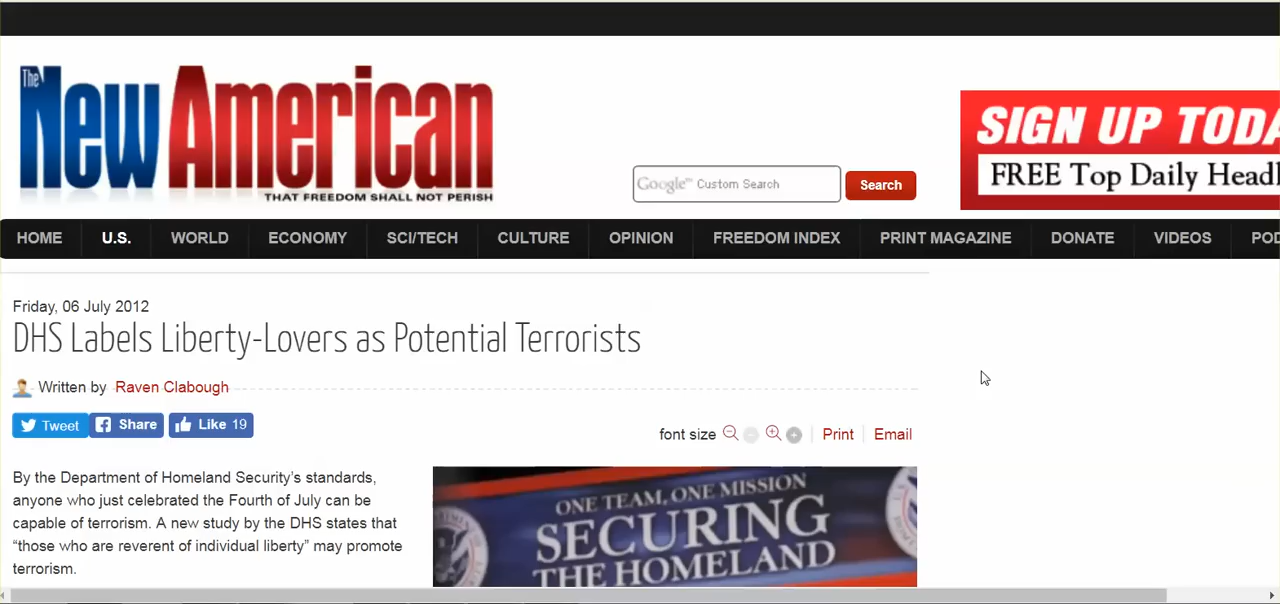 The
New American
THAT FREEDOM SHALL NOT PERISH
Google™ Custom Search
Search
SIGN UP TODA
FREE Top Daily Headl
HOME
U.S.
WORLD
ECONOMY
SCI/TECH
CULTURE
OPINION
FREEDOM INDEX
PRINT MAGAZINE
DONATE
VIDEOS
POD
Friday, 06 July 2012
DHS Labels Liberty-Lovers as Potential Terrorists
Written by Raven Clabough
Tweet
Share
Like 19
font size
Print
Email
By the Department of Homeland Security’s standards,
anyone who just celebrated the Fourth of July can be
capable of terrorism. A new study by the DHS states that
“those who are reverent of individual liberty” may promote
terrorism.
ONE TEAM, ONE MISSION
SECURING
THE HOMELAND